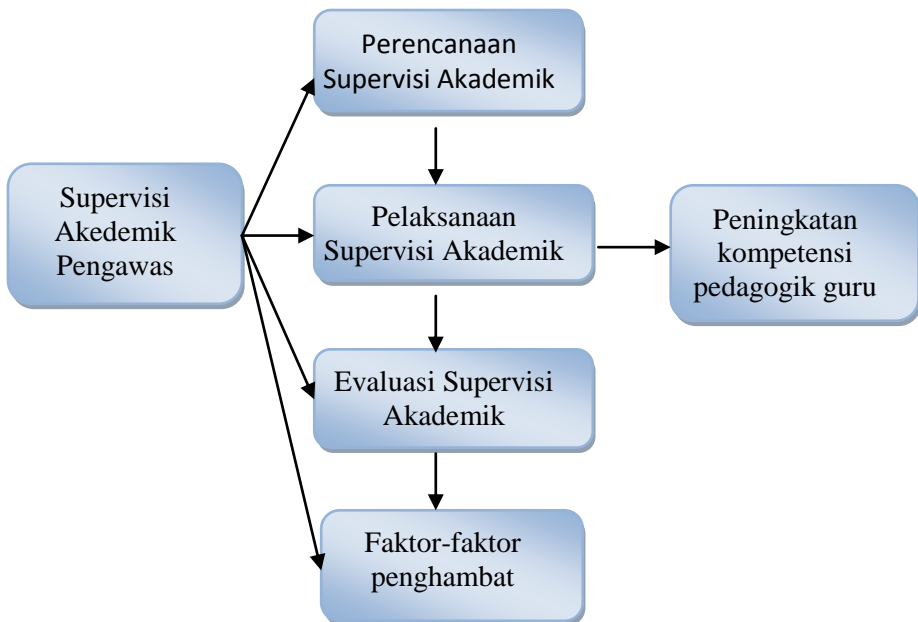 Perencanaan
Supervisi Akademik
Supervisi
Akedemik
Pengawas
Pelaksanaan
Supervisi Akademik
Peningkatan
kompetensi
pedagogik guru
Evaluasi Supervisi
Akademik
Faktor-faktor
penghambat